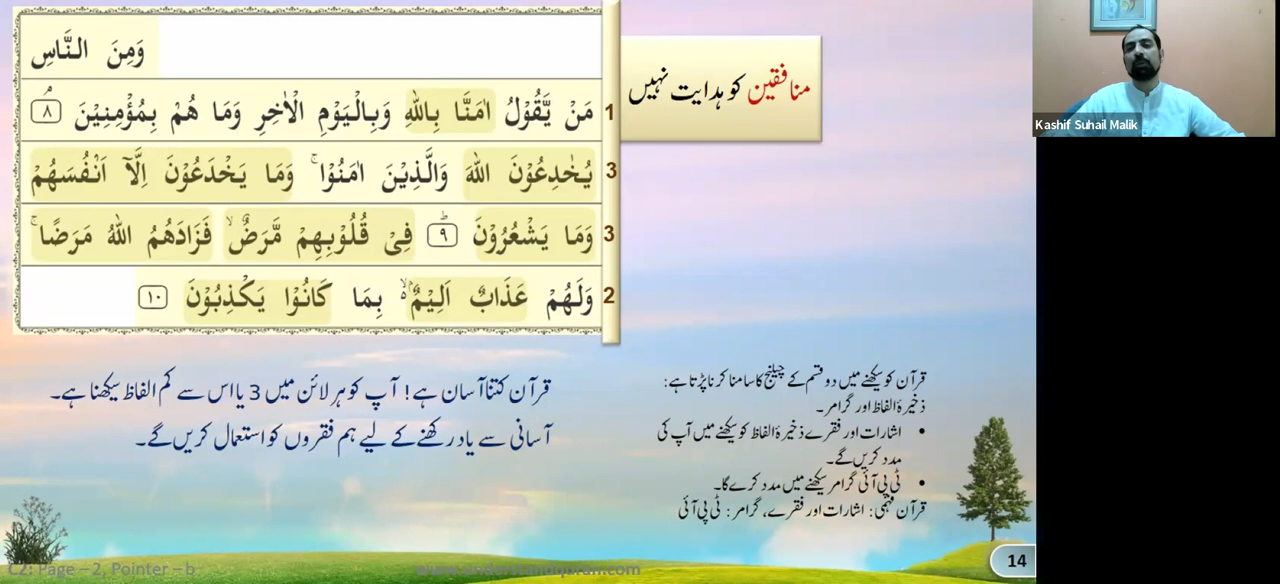 وَمِنَ النَّاسِ
مَنْ يَّقُوْلُ اٰمَنَّا بِاللّٰهِ وَبِالْيَوْمِ الْاٰخِرِ وَمَا هُمْ بِمُؤْمِنِيْنَ ۘ ﴿٨﴾ 1
يُخٰدِعُوْنَ اللّٰهَ وَالَّذِيْنَ اٰمَنُوْا ۚ وَمَا يَخْدَعُوْنَ اِلَّآ اَنْفُسَهُمْ 3
وَمَا يَشْعُرُوْنَ ؕ ﴿٩﴾ فِىْ قُلُوْبِهِمْ مَّرَضٌ ۙ فَزَادَهُمُ اللّٰهُ مَرَضًا ۚ 3
وَلَهُمْ عَذَابٌ اَلِيْمٌ ۢ ۙ بِمَا كَانُوْا يَكْذِبُوْنَ ﴿١٠﴾ 2
منافقین کو ہدایت نہیں
Kashif Suhail Malik
قرآن کتنا آسان ہے! آپ کو ہر لائن میں 3 یا اس سے کم الفاظ سیکھنا ہے۔
آسانی سے یاد رکھنے کے لیے ہم فقروں کو استعمال کریں گے۔
قرآن کو سیکھنے میں دو قسم کے چیلنج کا سامنا کرنا پڑتا ہے:
ذخیرۂ الفاظ اور گرامر۔
• اشارات اور فقرے ذخیرۂ الفاظ کو سیکھنے میں آپ کی
مدد کریں گے۔
• ٹی پی آئی گرامر سیکھنے میں مدد کرے گا۔
قرآن فہمی: اشارات اور فقرے، گرامر: ٹی پی آئی
C2: Page – 2, Pointer – b
www.understandquran.com
14